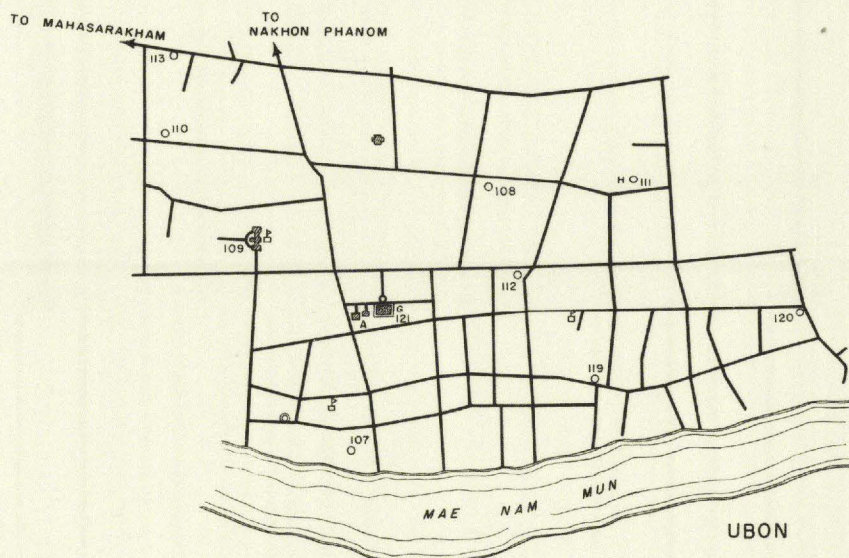 TO MAHASARAKHAM
TO
NAKHON PHANOM
113
110
108
H 111
109
112
G
A 121
120
119
107
MAE NAM MUN
UBON